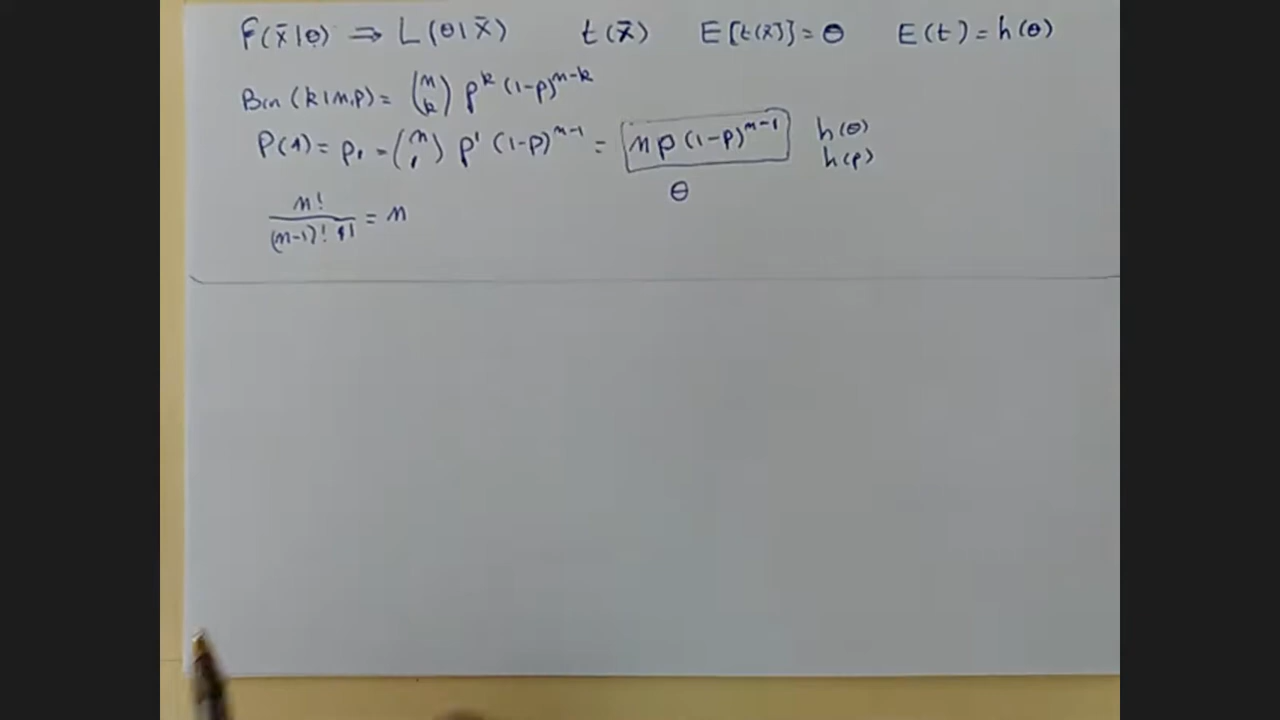 f(x̄|θ) ⇒ L(θ|x̄) t(x̄) E[t(x̄)] = θ E(t) = h(θ)
Bin(k|n,p) = (n k) p^k (1-p)^{n-k}
P(1) = p₁ = (n 1) p¹ (1-p)^{n-1} = n p (1-p)^{n-1} h(θ)
h(p)
θ
n! / (n-1)! 1! = n